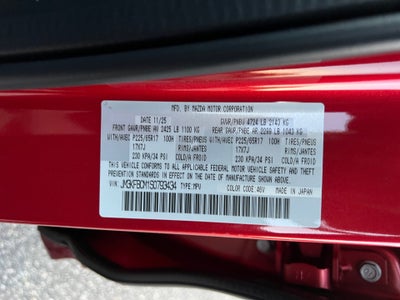 MFD. BY MAZDA MOTOR CORPORATION
DATE 11/25 GVWR/PNBV 4724 LB 2143 KG
FRONT GAWR/PNBE AV 2425 LB 1100 KG REAR GAWR/PNBE AR 2299 LB 1043 KG
WITH/AVEC P225/65R17 100H TIRES/PNEUS WITH/AVEC P225/65R17 100H TIRES/PNEUS
17X7J RIMS/JANTES 17X7J RIMS/JANTES
230 KPA/34 PSI COLD/A FROID 230 KPA/34 PSI COLD/A FROID
THIS VEHICLE CONFORMS TO ALL APPLICABLE FEDERAL MOTOR VEHICLE SAFETY, BUMPER, AND THEFT
PREVENTION STANDARDS IN EFFECT ON THE DATE OF MANUFACTURE SHOWN ABOVE.
TYPE:MPV EXT. COLOR CODE:46V MADE IN JAPAN